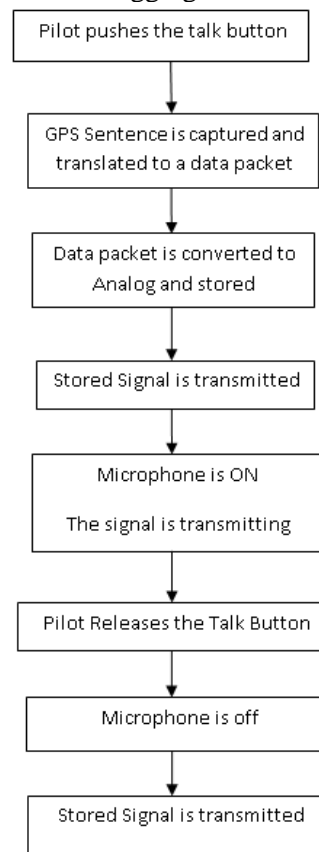 Pilot pushes the talk button
GPS Sentence is captured and
translated to a data packet
Data packet is converted to
Analog and stored
Stored Signal is transmitted
Microphone is ON
The signal is transmitting
Pilot Releases the Talk Button
Microphone is off
Stored Signal is transmitted